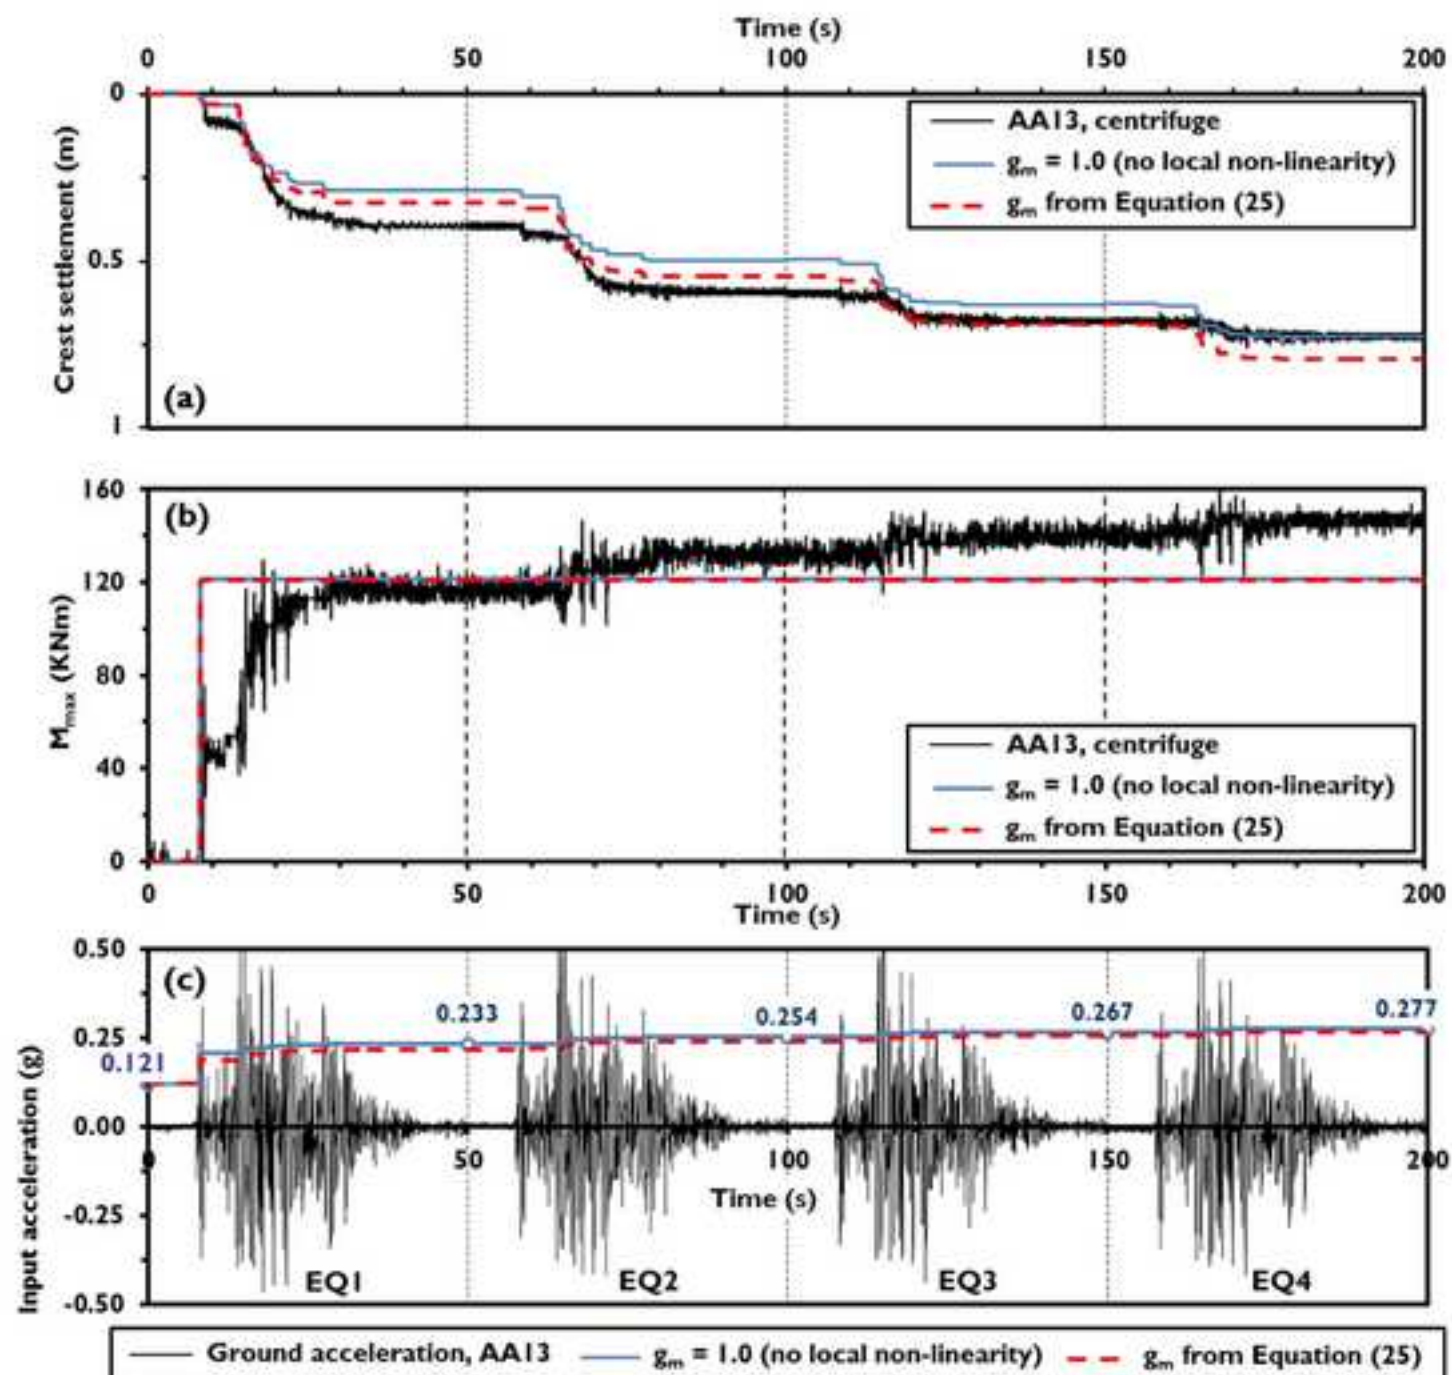 Time (s)
0 50 100 150 200
0
0.5
1
Crest settlement (m)
AA13, centrifuge
gₘ = 1.0 (no local non-linearity)
gₘ from Equation (25)
(a)
160
120
80
40
0
Mₘₐₓ (KNm)
(b)
AA13, centrifuge
gₘ = 1.0 (no local non-linearity)
gₘ from Equation (25)
0 50 100 150 200
Time (s)
0.50
0.25
0.00
-0.25
-0.50
Input acceleration (g)
(c)
0.121
0.233
0.254
0.267
0.277
0 50 100 150 200
Time (s)
EQ1 EQ2 EQ3 EQ4
Ground acceleration, AA13 gₘ = 1.0 (no local non-linearity) gₘ from Equation (25)